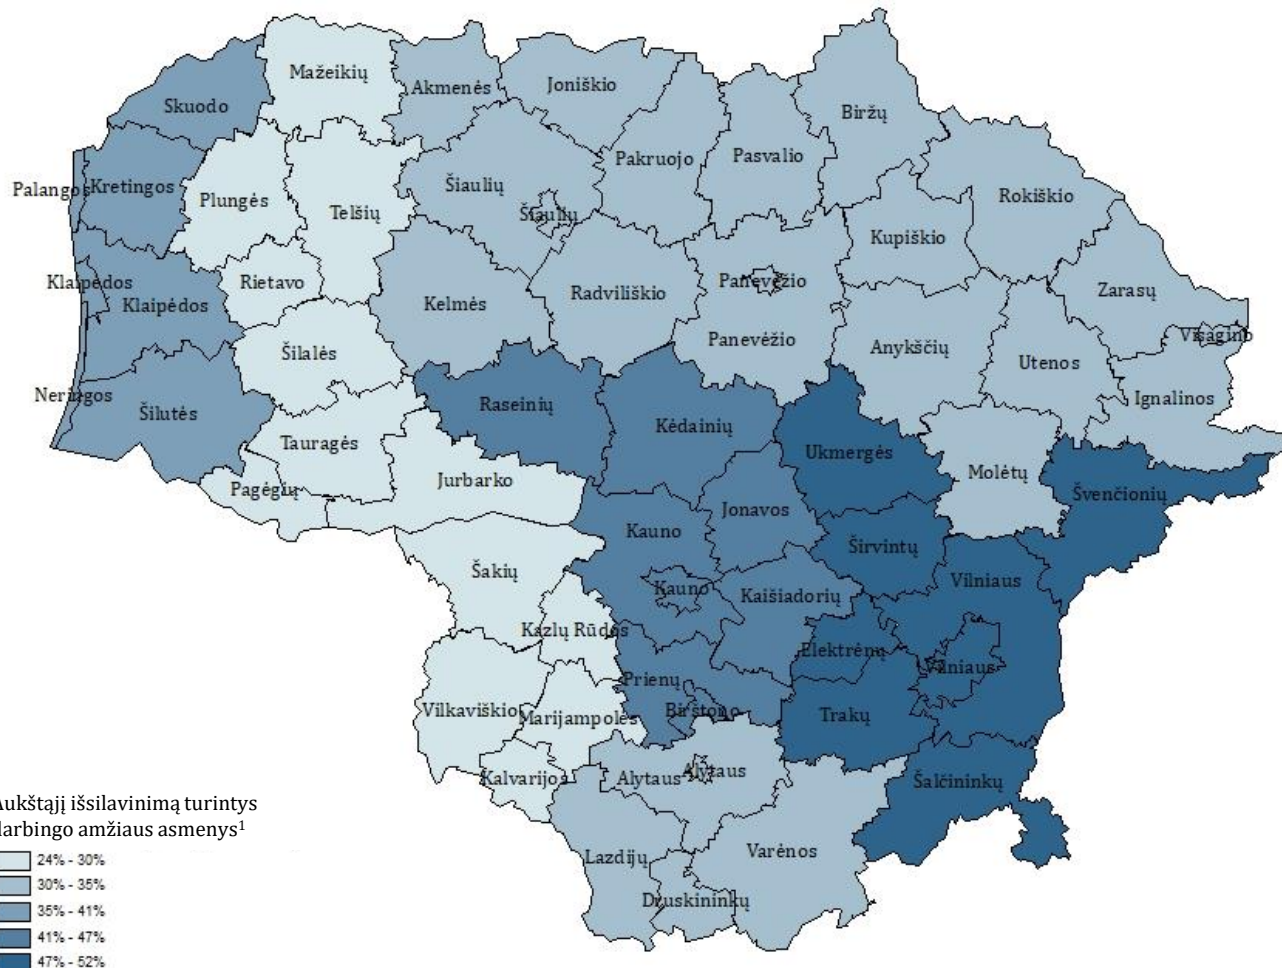 Mažeikių
Akmenės
Joniškio
Skuodo
Biržų
Pakruojo
Pasvalio
Palangos
Kretingos
Plungės
Telšių
Šiaulių
Šiaulių
Rokiškio
Kupiškio
Klaipėdos
Klaipėdos
Rietavo
Kelmės
Radviliškio
Panevėžio
Panevėžio
Zarasų
Visagino
Anykščių
Utenos
Ignalinos
Šilalės
Neringos
Šilutės
Raseinių
Kėdainių
Tauragės
Ukmergės
Molėtų
Švenčionių
Pagėgių
Jurbarko
Jonavos
Kauno
Širvintų
Šakių
Vilniaus
Kauno
Kaišiadorių
Kazlų Rūdos
Elektrėnų
Vilniaus
Prienų
Birštono
Vilkaviškio
Marijampolės
Trakų
Kalvarijos
Alytaus
Alytaus
Šalčininkų
Lazdijų
Varėnos
Druskininkų
Aukštąjį išsilavinimą turintys
darbingo amžiaus asmenys¹
24% - 30%
30% - 35%
35% - 41%
41% - 47%
47% - 52%